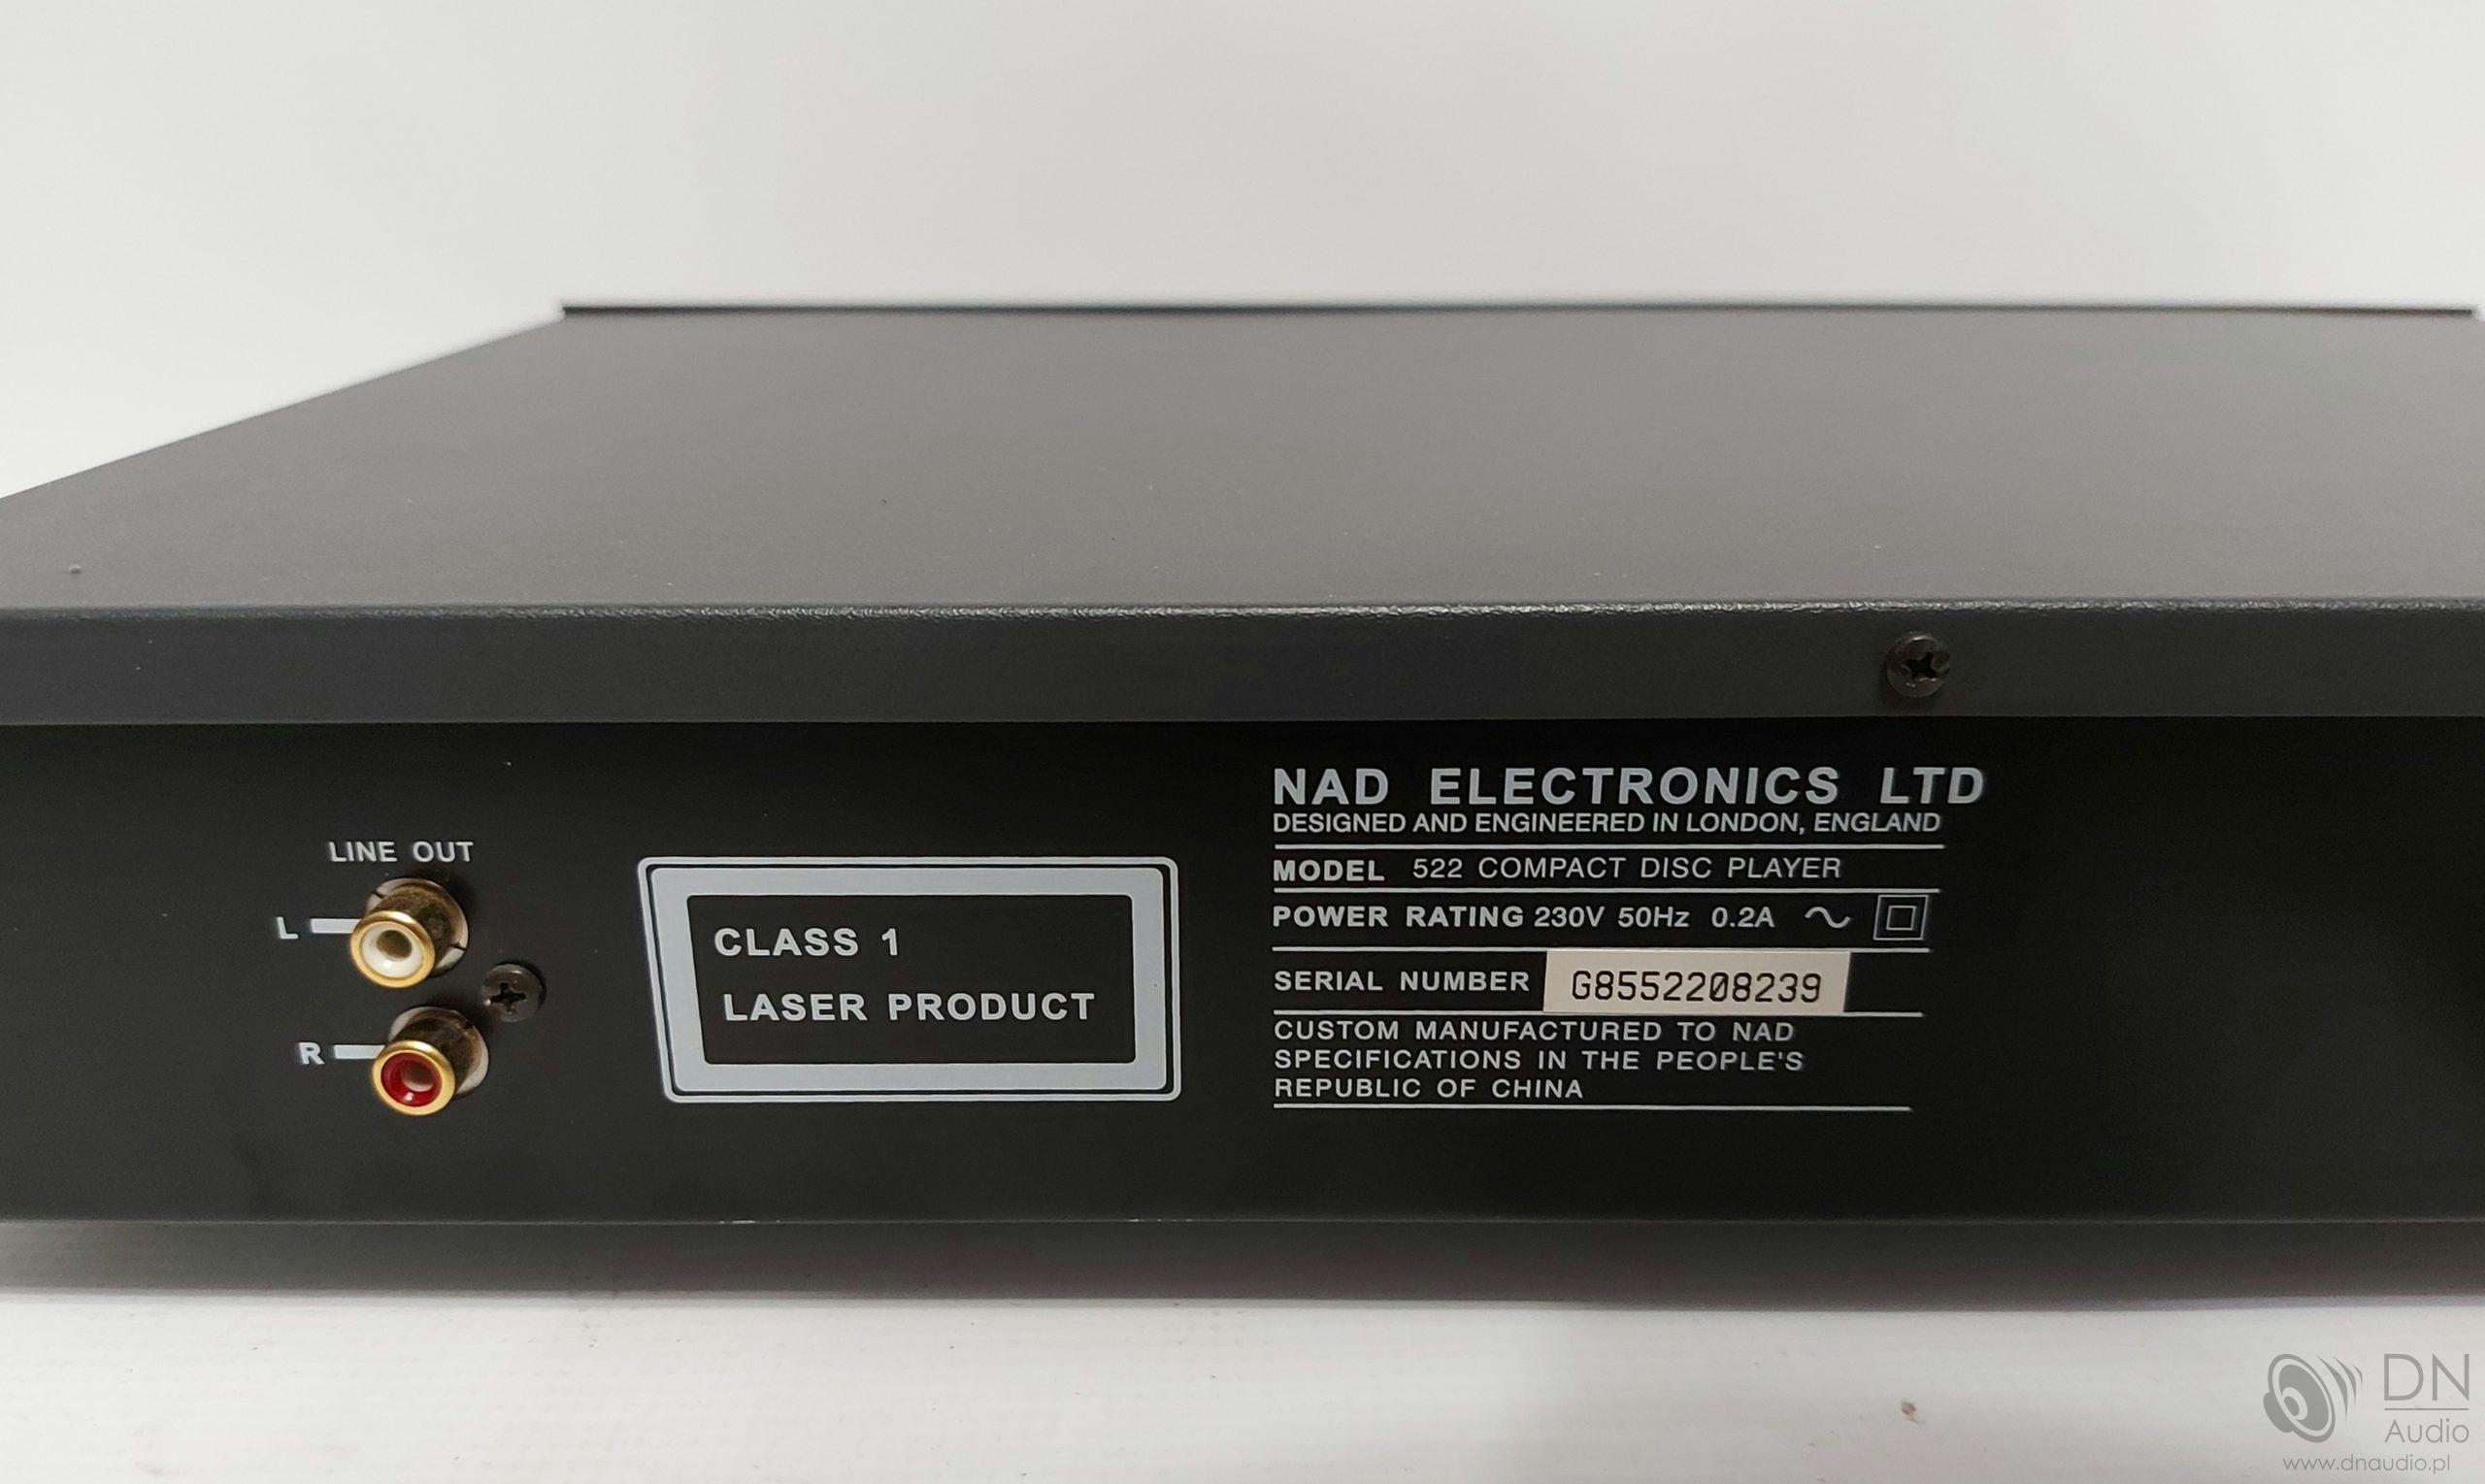 LINE OUT
L
R
CLASS 1
LASER PRODUCT
NAD ELECTRONICS LTD
DESIGNED AND ENGINEERED IN LONDON, ENGLAND
MODEL 522 COMPACT DISC PLAYER
POWER RATING 230V 50Hz 0.2A
SERIAL NUMBER G8552208239
CUSTOM MANUFACTURED TO NAD
SPECIFICATIONS IN THE PEOPLE'S
REPUBLIC OF CHINA
DN
Audio
www.dnaudio.pl